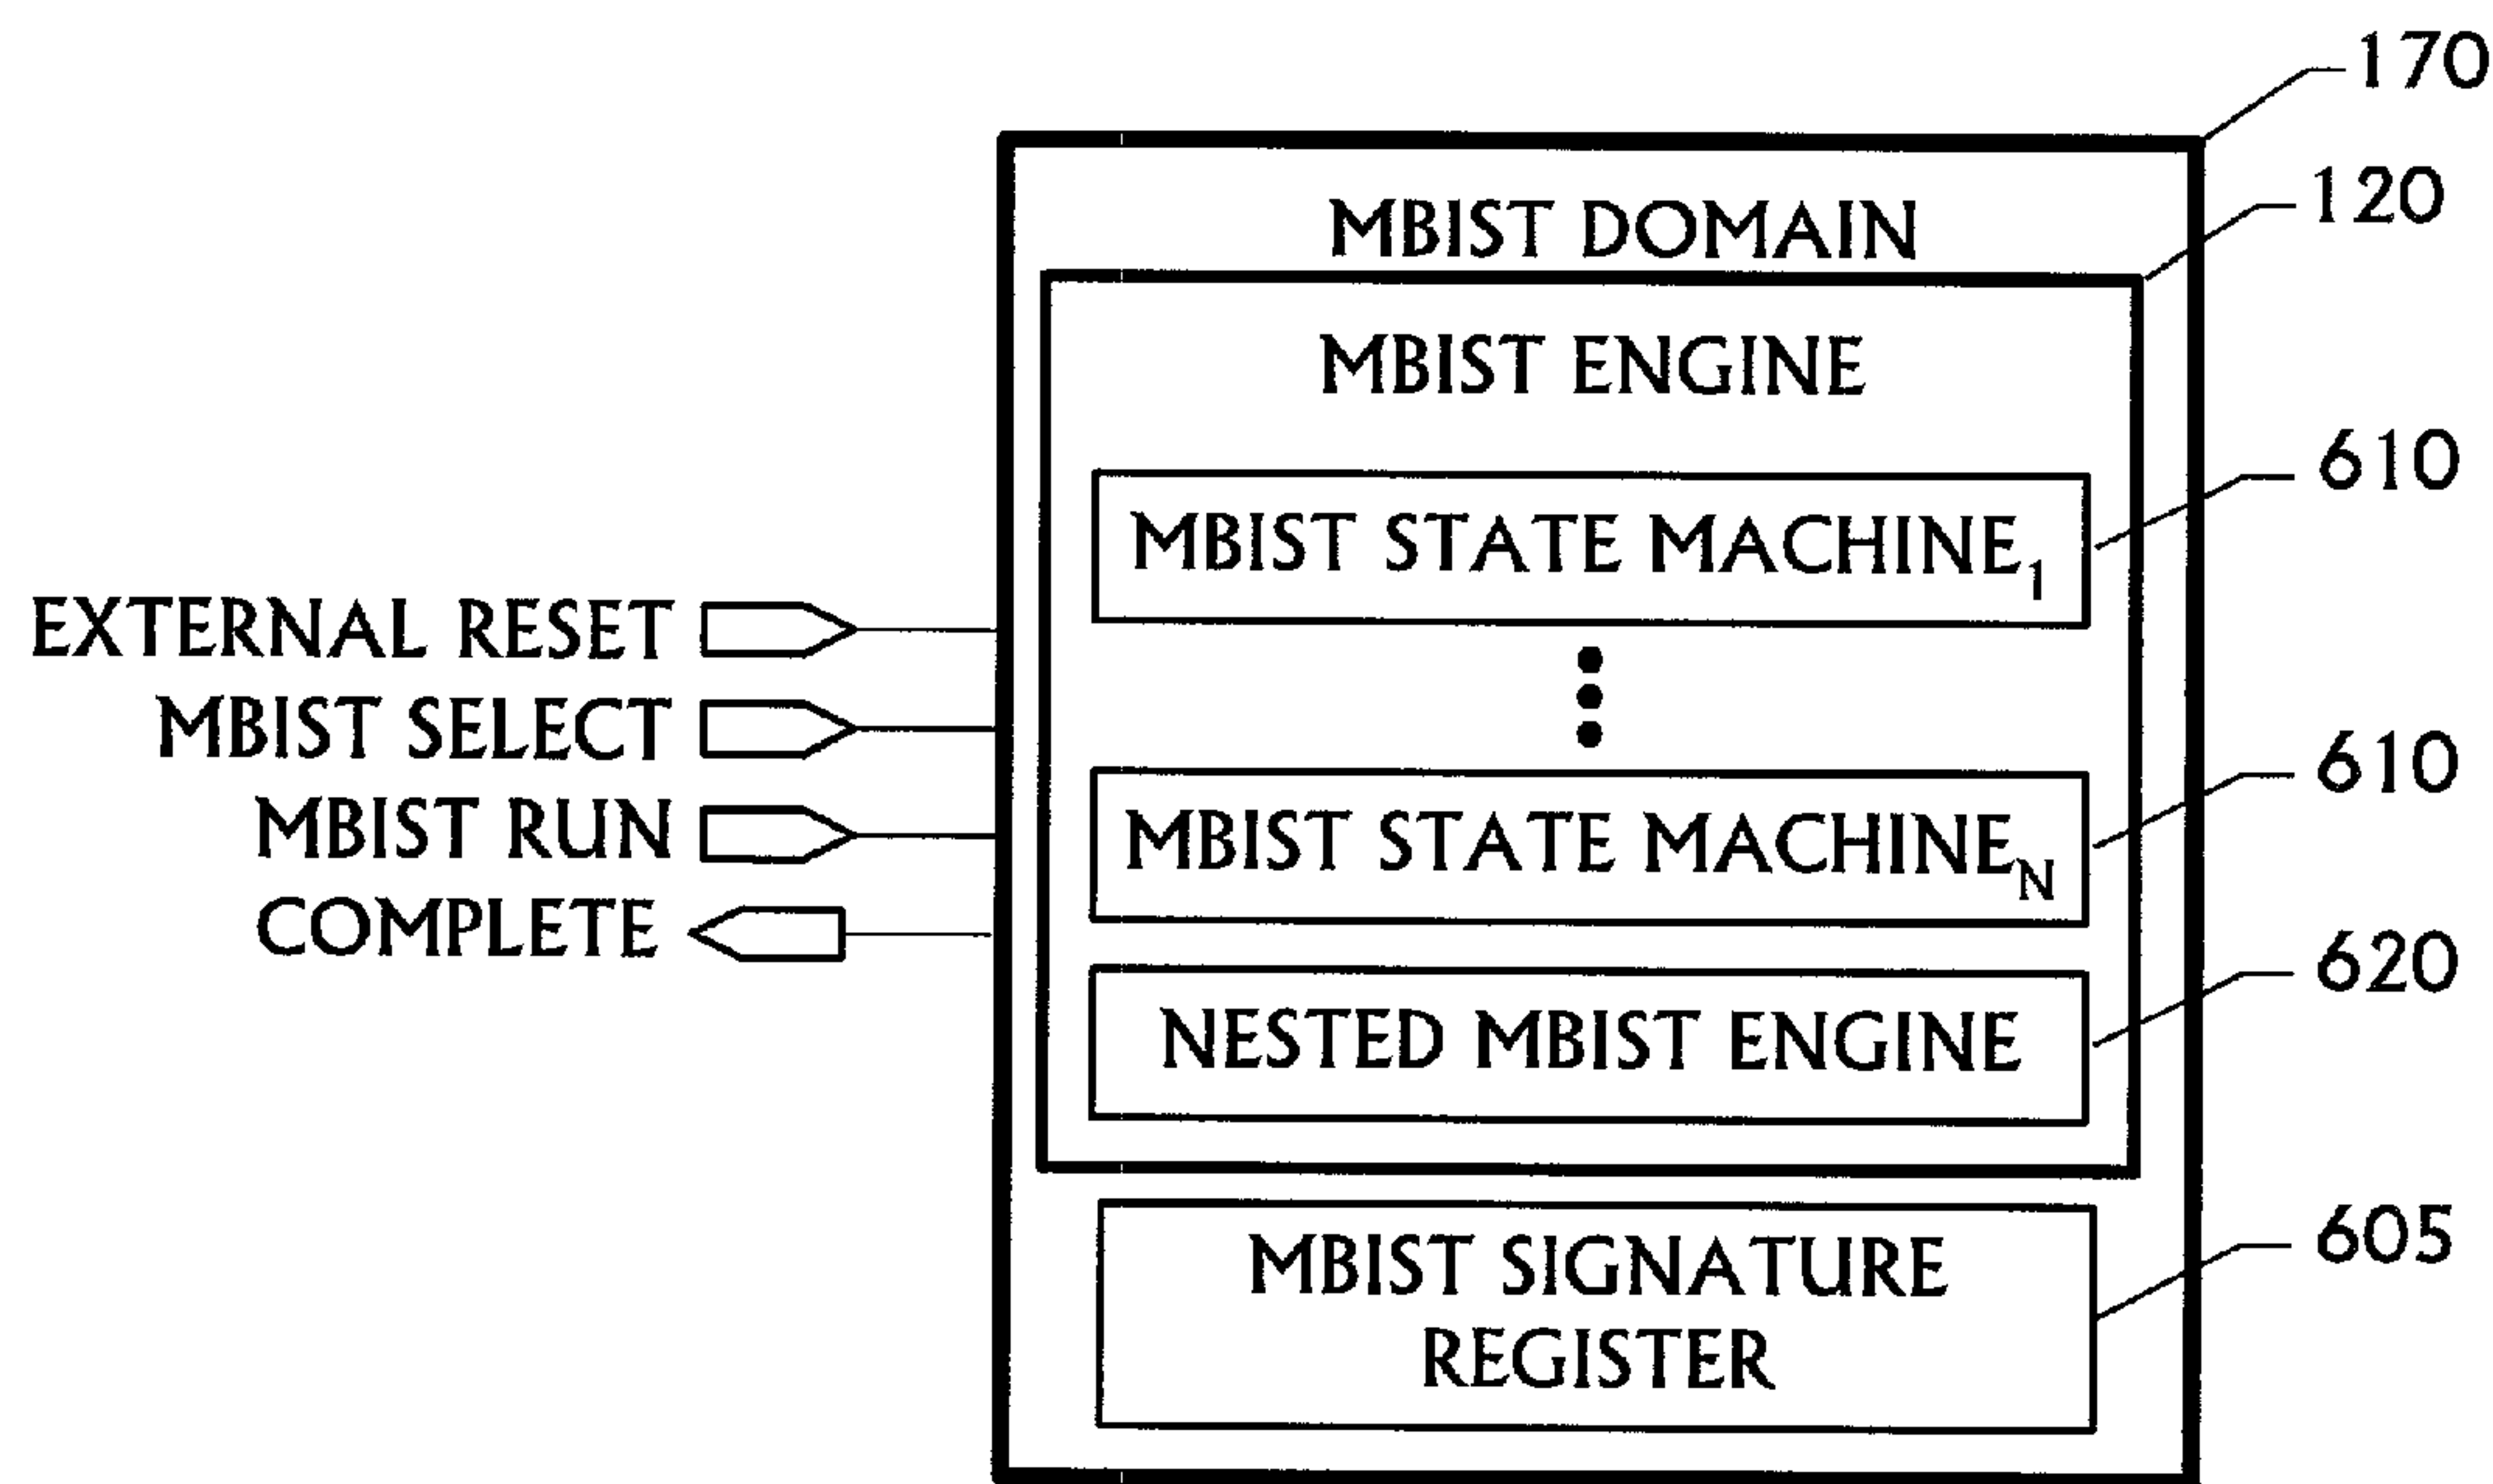 170
120
MBIST DOMAIN
MBIST ENGINE
610
MBIST STATE MACHINE1
EXTERNAL RESET
MBIST SELECT
MBIST RUN
COMPLETE
610
MBIST STATE MACHINEN
620
NESTED MBIST ENGINE
605
MBIST SIGNATURE
REGISTER